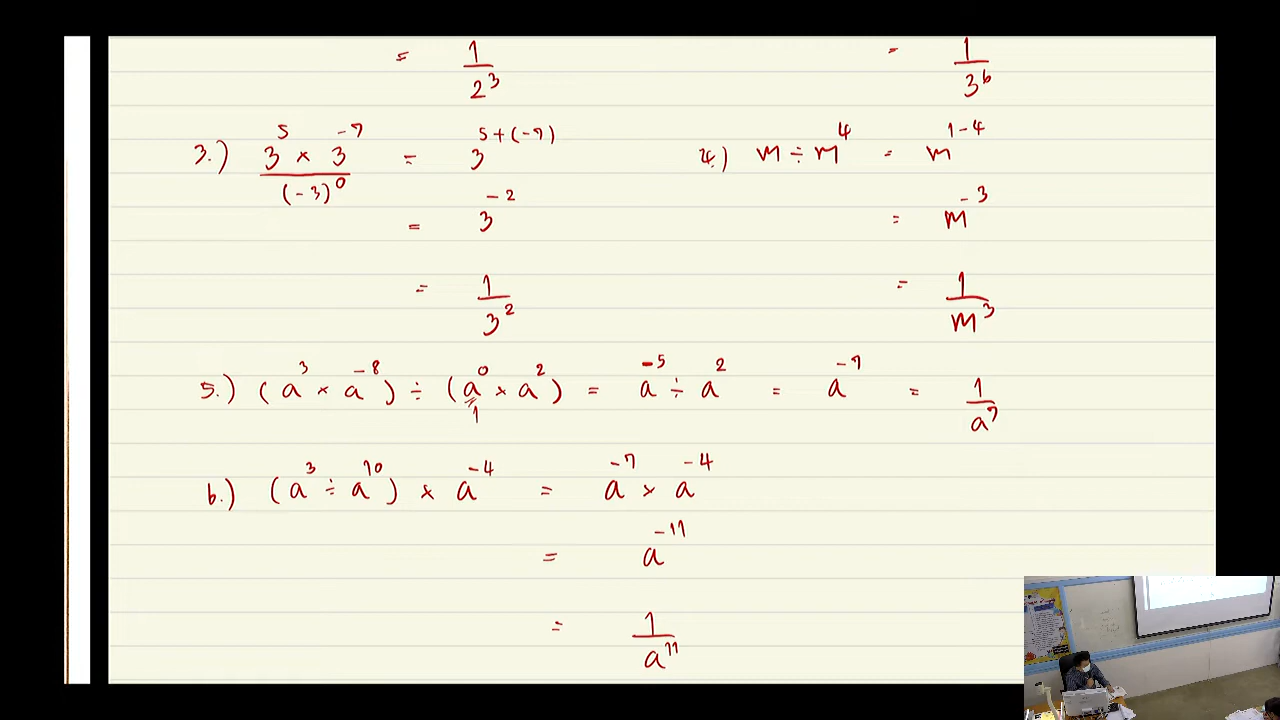 = 1/2^3
= 1/3^6
3.) (3^5 × 3^-7)/(-3)^0 = 3^(5+(-7))
= 3^-2
= 1/3^2
4.) m ÷ m^4 = m^(1-4)
= m^-3
= 1/m^3
5.) (a^3 × a^-8) ÷ (a^0 × a^2) = a^-5 ÷ a^2 = a^-7 = 1/a^7
1
6.) (a^3 ÷ a^10) × a^-4 = a^-7 × a^-4
= a^-11
= 1/a^11